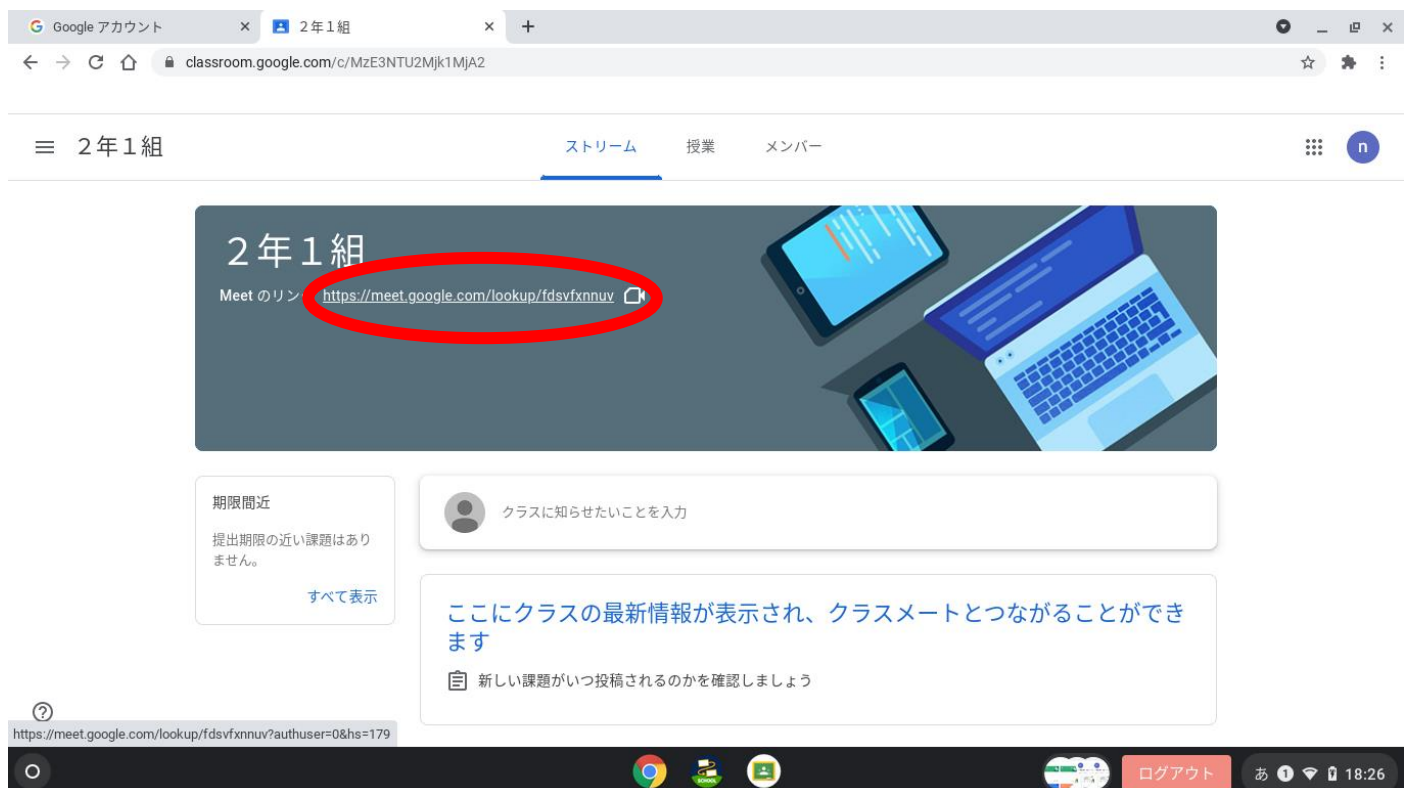 Google アカウント
２年１組
classroom.google.com/c/MzE3NTU2Mjk1MjA2
２年１組
ストリーム
授業
メンバー
n
２年１組
Meet のリン
https://meet.google.com/lookup/fdsvfxnnuv
期限間近
提出期限の近い課題はあり
ません。
すべて表示
クラスに知らせたいことを入力
ここにクラスの最新情報が表示され、クラスメートとつながることができ
ます
新しい課題がいつ投稿されるのかを確認しましょう
https://meet.google.com/lookup/fdsvfxnnuv?authuser=0&hs=179
SCHOOL
ログアウト
あ
1
18:26